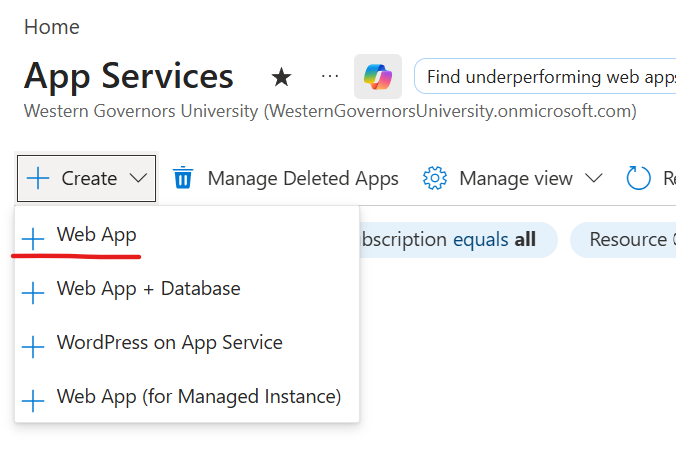 Home
App Services
Find underperforming web apps
Western Governors University (WesternGovernorsUniversity.onmicrosoft.com)
Create Manage Deleted Apps Manage view
Web App
equals all Resource
Web App + Database
WordPress on App Service
Web App (for Managed Instance)